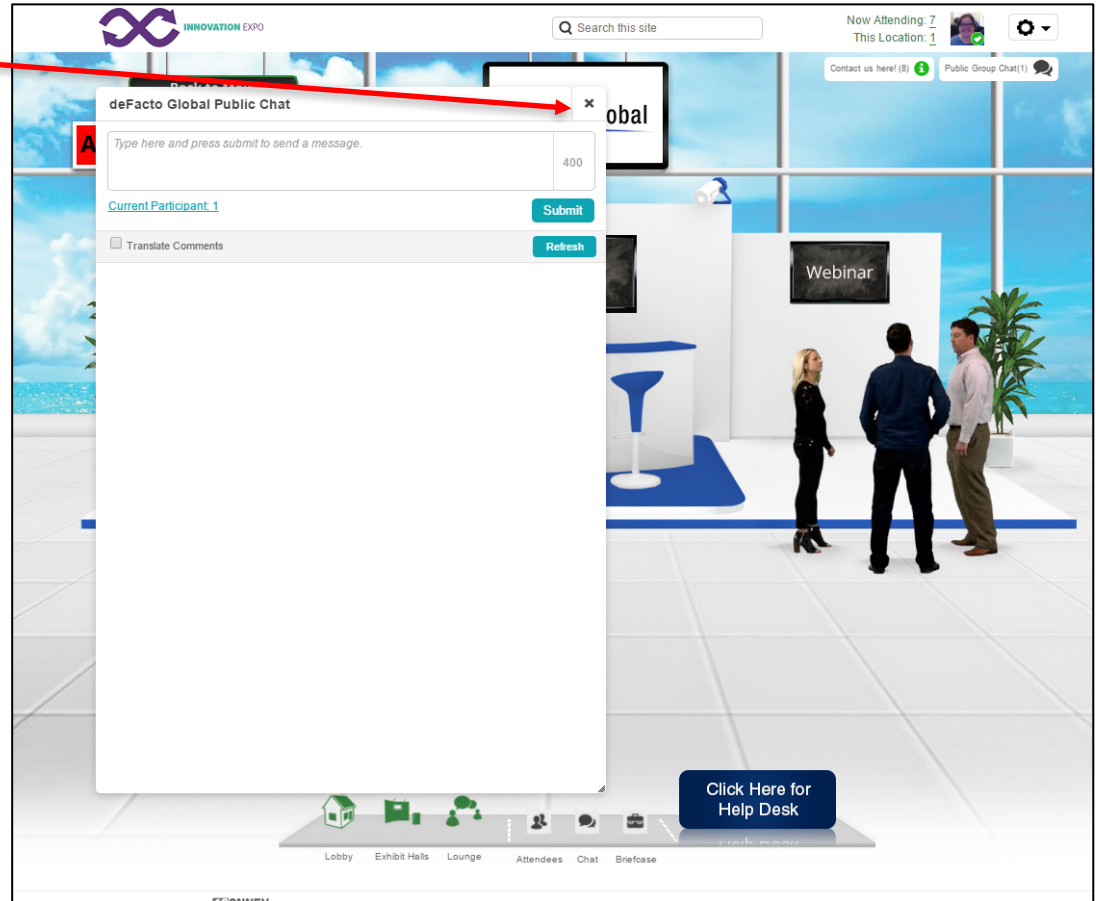 INNOVATION EXPO
Search this site
Now Attending: 7
This Location: 1
Contact us here! (8)
Public Group Chat(1)
deFacto Global Public Chat
obal
A
Type here and press submit to send a message.
400
Current Participant: 1
Submit
Translate Comments
Refresh
Webinar
Click Here for
Help Desk
Lobby
Exhibit Halls
Lounge
Attendees
Chat
Briefcase